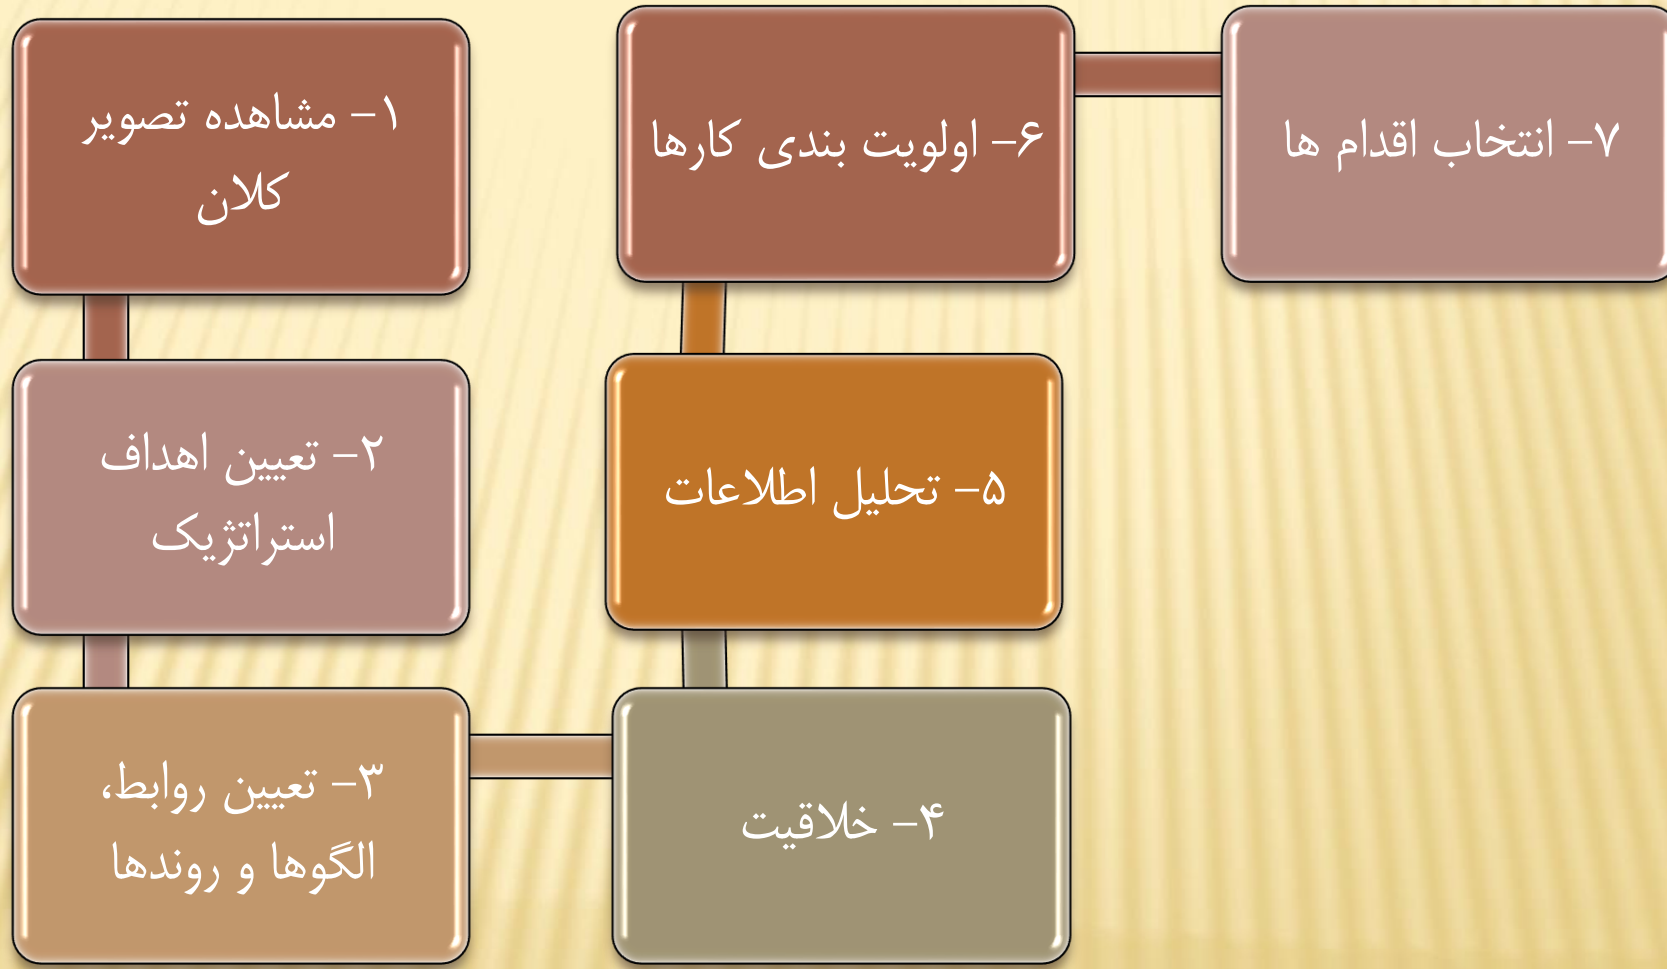 ۱- مشاهده تصویر
کلان
۲- تعیین اهداف
استراتژیک
۳- تعیین روابط،
الگوها و روندها
۴- خلاقیت
۵- تحلیل اطلاعات
۶- اولویت بندی کارها
۷- انتخاب اقدام ها